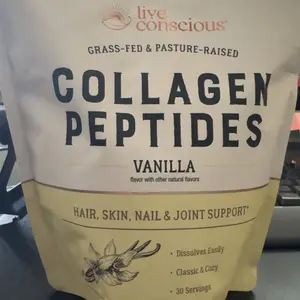 live
conscious®
GRASS-FED & PASTURE-RAISED
COLLAGEN
PEPTIDES
VANILLA
flavor with other natural flavors
HAIR, SKIN, NAIL & JOINT SUPPORT*
• Dissolves Easily
• Classic & Cozy
• 30 Servings